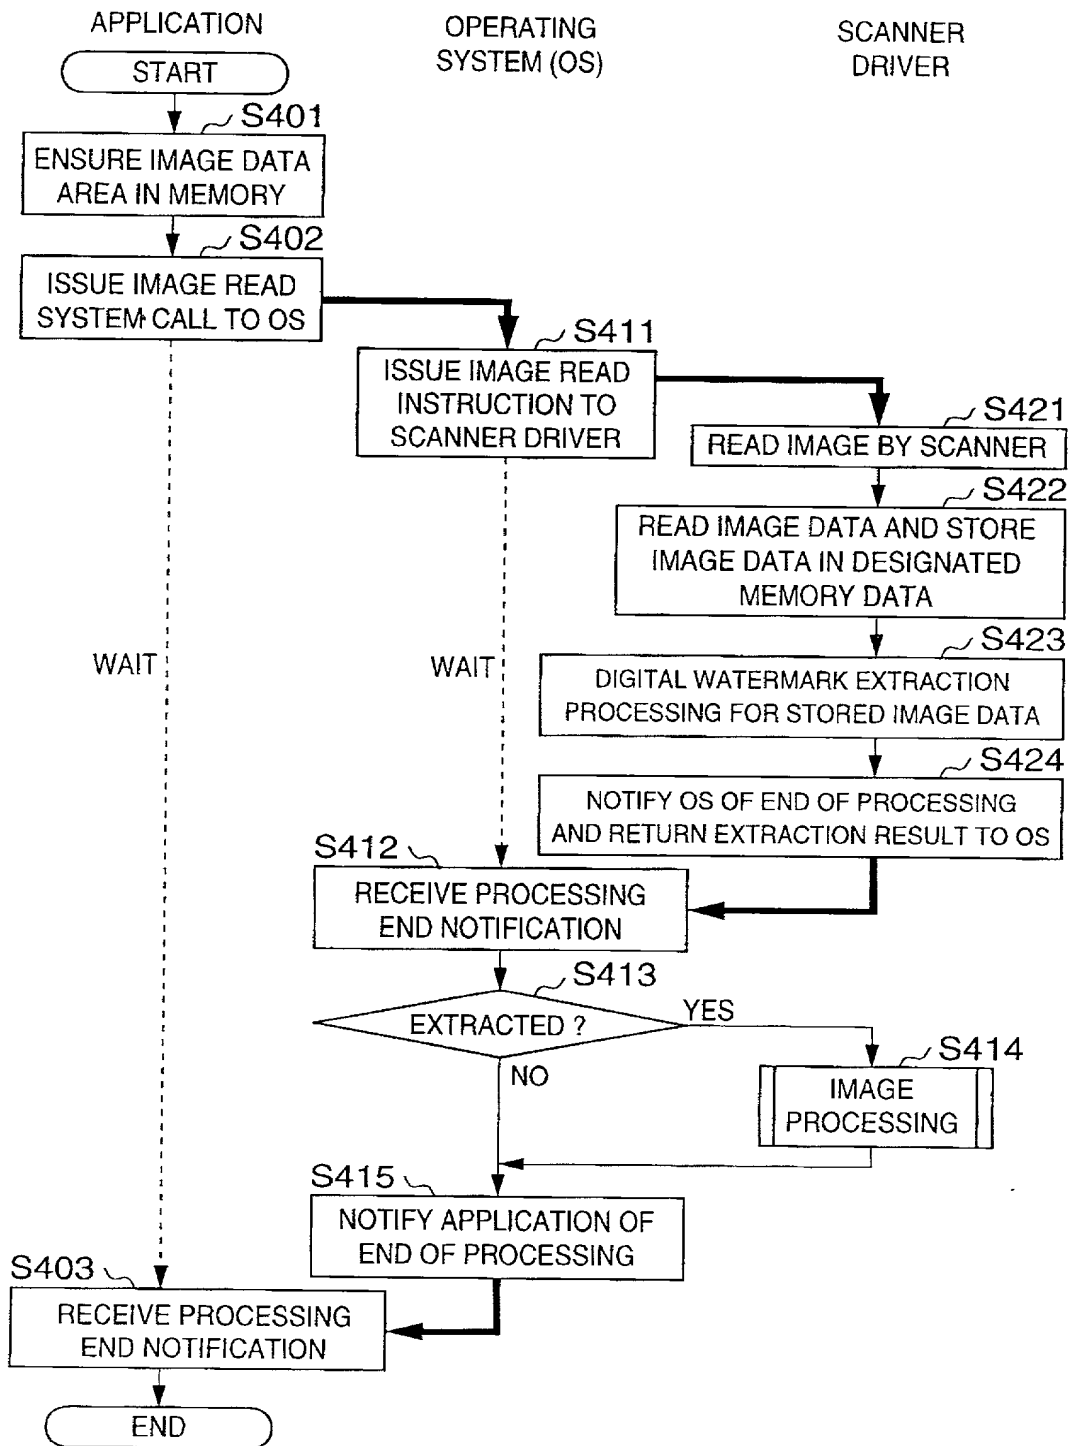 APPLICATION
OPERATING
SYSTEM (OS)
SCANNER
DRIVER
START
S401
ENSURE IMAGE DATA
AREA IN MEMORY
S402
ISSUE IMAGE READ
SYSTEM CALL TO OS
S411
ISSUE IMAGE READ
INSTRUCTION TO
SCANNER DRIVER
S421
READ IMAGE BY SCANNER
S422
READ IMAGE DATA AND STORE
IMAGE DATA IN DESIGNATED
MEMORY DATA
WAIT
WAIT
S423
DIGITAL WATERMARK EXTRACTION
PROCESSING FOR STORED IMAGE DATA
S424
NOTIFY OS OF END OF PROCESSING
AND RETURN EXTRACTION RESULT TO OS
S412
RECEIVE PROCESSING
END NOTIFICATION
S413
EXTRACTED ?
YES
NO
S414
IMAGE
PROCESSING
S415
NOTIFY APPLICATION OF
END OF PROCESSING
S403
RECEIVE PROCESSING
END NOTIFICATION
END